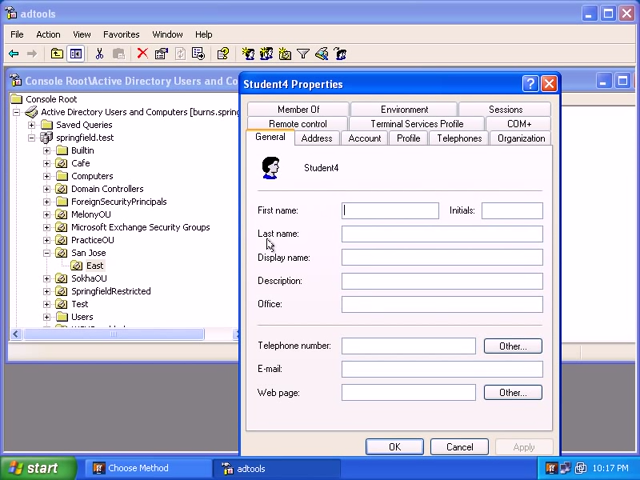 adtools
File Action View Favorites Window Help
Console Root\Active Directory Users and Co
Console Root
Active Directory Users and Computers [burns.spring
Saved Queries
springfield.test
Builtin
Cafe
Computers
Domain Controllers
ForeignSecurityPrincipals
MelonyOU
Microsoft Exchange Security Groups
PracticeOU
San Jose
East
SokhaOU
SpringfieldRestricted
Test
Users
Student4 Properties
Member Of Environment Sessions
Remote control Terminal Services Profile COM+
General Address Account Profile Telephones Organization
Student4
First name: Initials:
Last name:
Display name:
Description:
Office:
Telephone number: Other...
E-mail:
Web page: Other...
OK Cancel Apply
start Choose Method adtools 10:17 PM